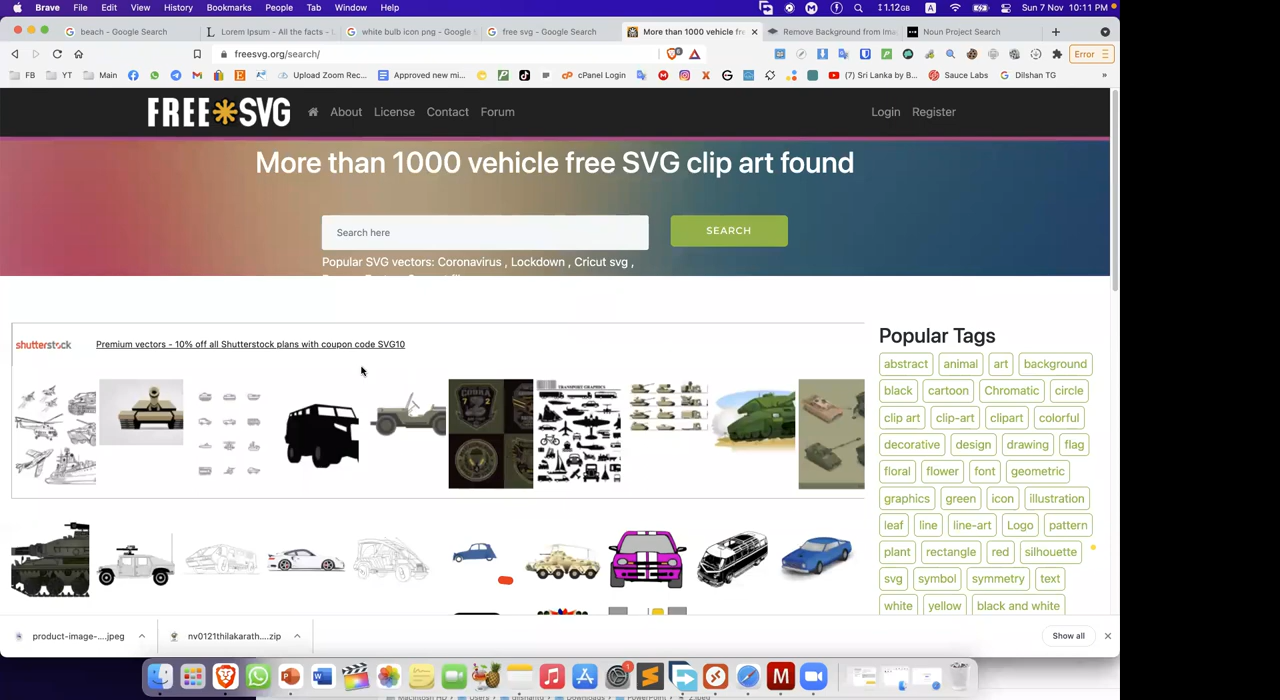 Brave File Edit View History Bookmarks People Tab Window Help 1.12GB A Sun 7 Nov 10:11 PM
beach - Google Search Lorem Ipsum - All the facts - white bulb icon png - Google free svg - Google Search More than 1000 vehicle fre Remove Background from Ima Noun Project Search
freesvg.org/search/ Error
FB YT Main Upload Zoom Rec... Approved new mi... cPanel Login (7) Sri Lanka by B... Sauce Labs Dilshan TG
FREE SVG About License Contact Forum Login Register
More than 1000 vehicle free SVG clip art found
Search here SEARCH
Popular SVG vectors: Coronavirus , Lockdown , Cricut svg ,
shutterstock Premium vectors - 10% off all Shutterstock plans with coupon code SVG10
COBRA
72
TRANSPORT GRAPHICS
Popular Tags
abstract animal art background
black cartoon Chromatic circle
clip art clip-art clipart colorful
decorative design drawing flag
floral flower font geometric
graphics green icon illustration
leaf line line-art Logo pattern
plant rectangle red silhouette
svg symbol symmetry text
white yellow black and white
product-image-....jpeg nv0121thilakarath....zip Show all